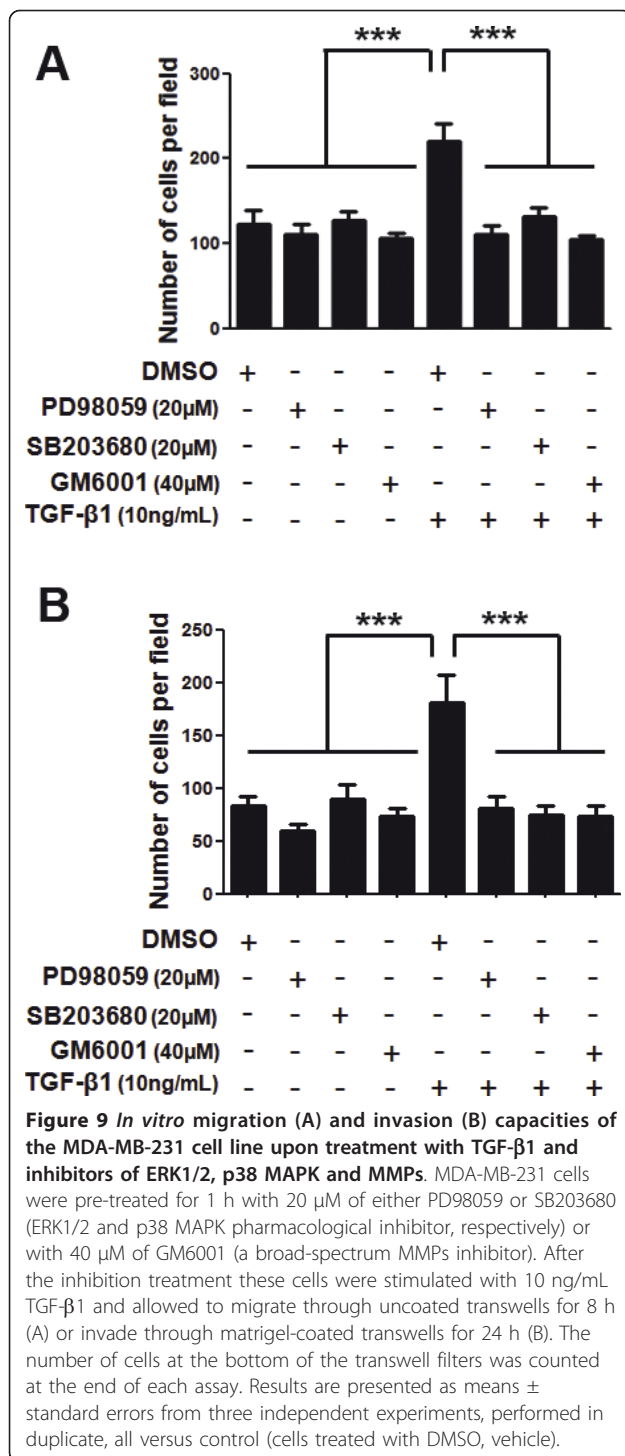 A
*** ***
Number of cells per field
300
200
100
0
DMSO + - - - + - - -
PD98059 (20µM) - + - - - + - -
SB203680 (20µM) - - + - - - + -
GM6001 (40µM) - - - + - - - +
TGF-β1 (10ng/mL) - - - - + + + +
B
*** ***
Number of cells per field
250
200
150
100
50
0
DMSO + - - - + - - -
PD98059 (20µM) - + - - - + - -
SB203680 (20µM) - - + - - - + -
GM6001 (40µM) - - - + - - - +
TGF-β1 (10ng/mL) - - - - + + + +
Figure 9 In vitro migration (A) and invasion (B) capacities of
the MDA-MB-231 cell line upon treatment with TGF-β1 and
inhibitors of ERK1/2, p38 MAPK and MMPs. MDA-MB-231 cells
were pre-treated for 1 h with 20 µM of either PD98059 or SB203680
(ERK1/2 and p38 MAPK pharmacological inhibitor, respectively) or
with 40 µM of GM6001 (a broad-spectrum MMPs inhibitor). After
the inhibition treatment these cells were stimulated with 10 ng/mL
TGF-β1 and allowed to migrate through uncoated transwells for 8 h
(A) or invade through matrigel-coated transwells for 24 h (B). The
number of cells at the bottom of the transwell filters was counted
at the end of each assay. Results are presented as means ±
standard errors from three independent experiments, performed in
duplicate, all versus control (cells treated with DMSO, vehicle).